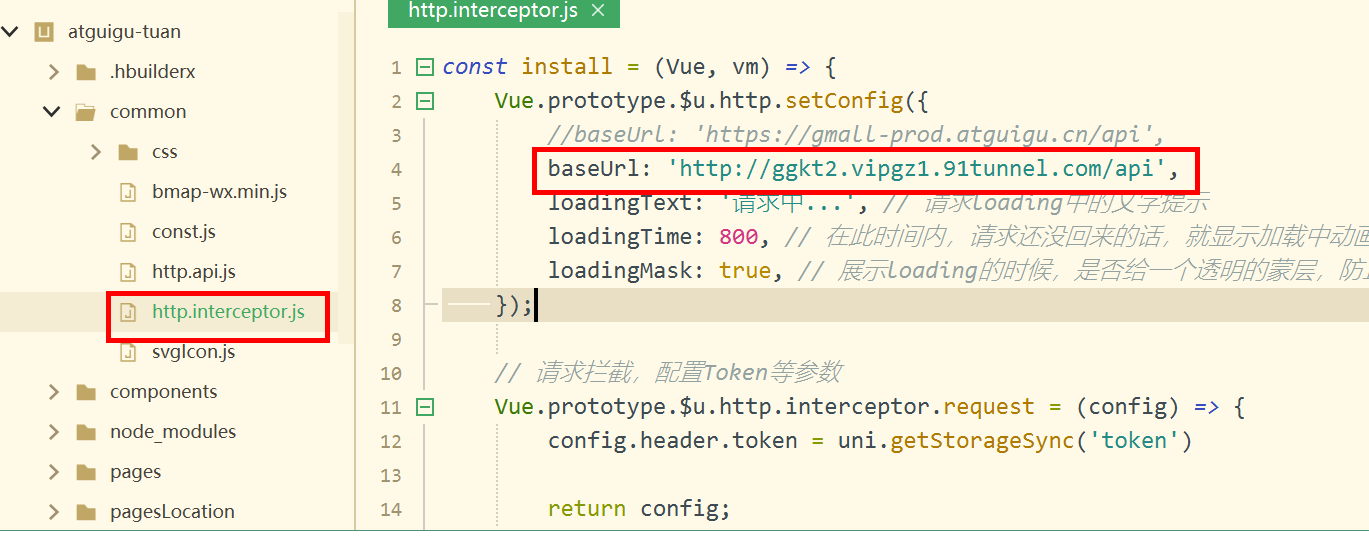 atguigu-tuan
.hbuilderx
common
css
bmap-wx.min.js
const.js
http.api.js
http.interceptor.js
svgIcon.js
components
node_modules
pages
pagesLocation
http.interceptor.js ×
1 const install = (Vue, vm) => {
2 Vue.prototype.$u.http.setConfig({
3 //baseUrl: 'https://gmall-prod.atguigu.cn/api',
4 baseUrl: 'http://ggkt2.vipgz1.91tunnel.com/api',
5 loadingText: '请求中...', // 请求loading中的文字提示
6 loadingTime: 800, // 在此时间内，请求还没回来的话，就显示加载中动画
7 loadingMask: true, // 展示loading的时候，是否给一个透明的蒙层，防
8 });
9
10 // 请求拦截，配置Token等参数
11 Vue.prototype.$u.http.interceptor.request = (config) => {
12 config.header.token = uni.getStorageSync('token')
13
14 return config;